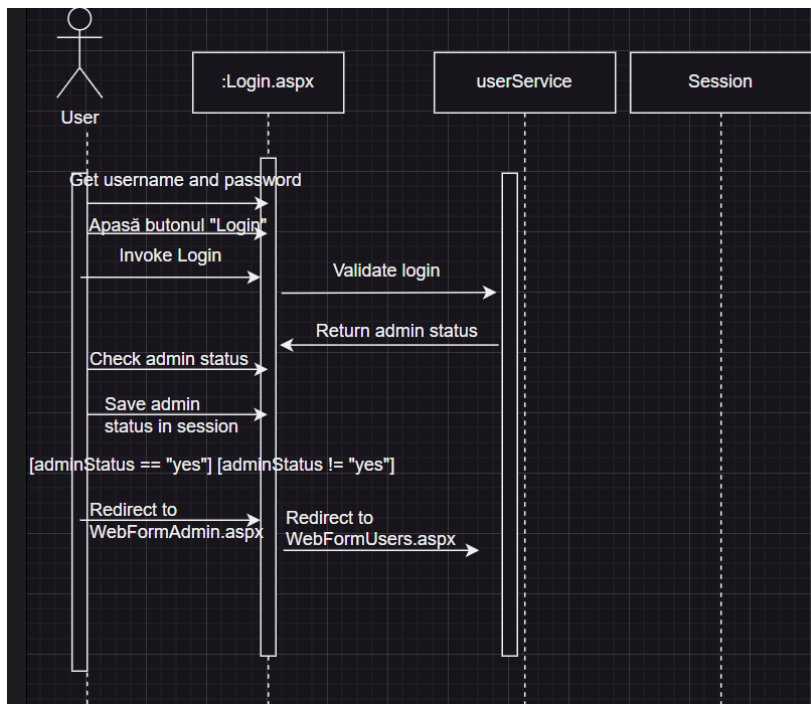 :Login.aspx
userService
Session
User
Get username and password
Apasă butonul "Login"
Invoke Login
Validate login
Return admin status
Check admin status
Save admin
status in session
[adminStatus == "yes"] [adminStatus != "yes"]
Redirect to
WebFormAdmin.aspx
Redirect to
WebFormUsers.aspx